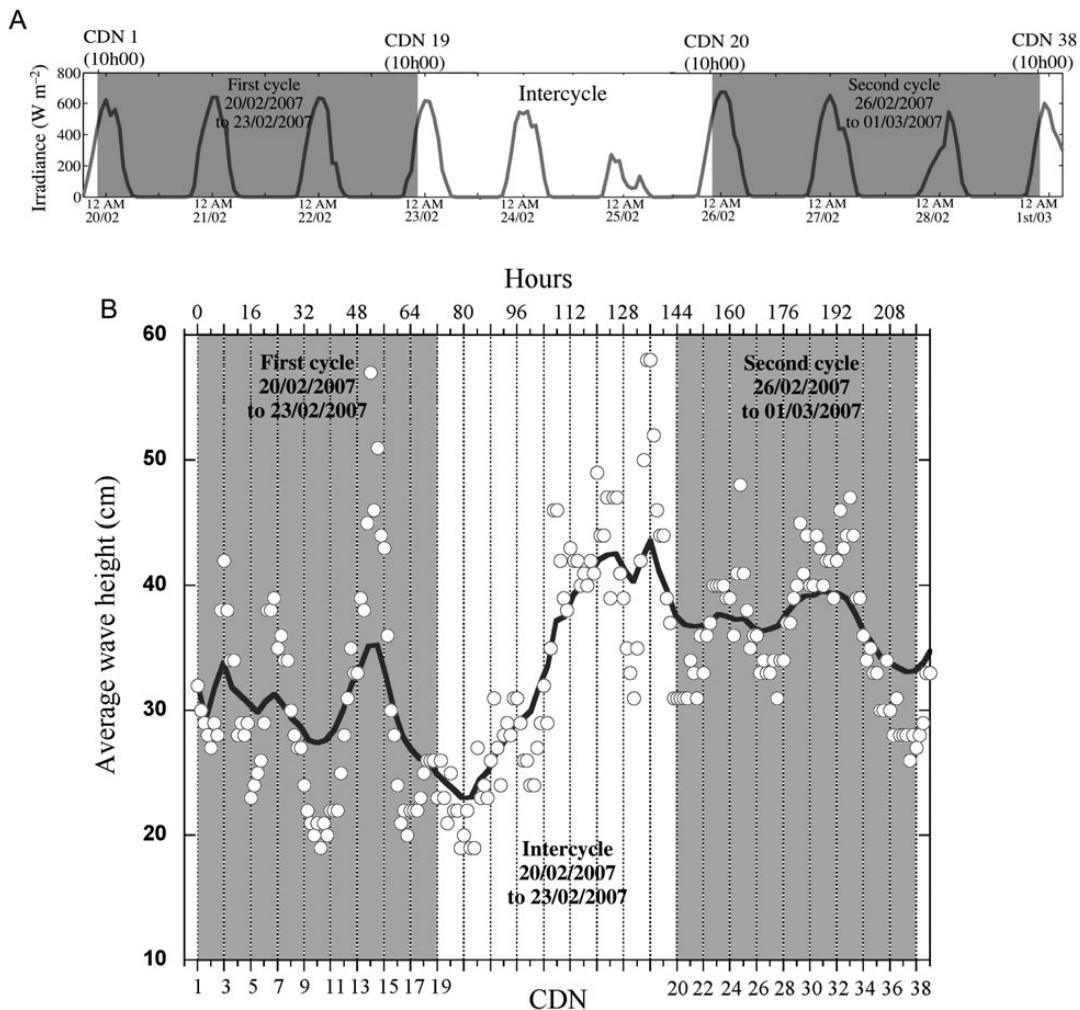 A
CDN 1
(10h00)
CDN 19
(10h00)
CDN 20
(10h00)
CDN 38
(10h00)
Irradiance (W m⁻²)
800
600
400
200
0
First cycle
20/02/2007
to 23/02/2007
Intercycle
Second cycle
26/02/2007
to 01/03/2007
12 AM 12 AM 12 AM 12 AM 12 AM 12 AM 12 AM 12 AM 12 AM 12 AM
20/02 21/02 22/02 23/02 24/02 25/02 26/02 27/02 28/02 1st/03
B
Hours
0 16 32 48 64 80 96 112 128 144 160 176 192 208
Average wave height (cm)
60
50
40
30
20
10
First cycle
20/02/2007
to 23/02/2007
Second cycle
26/02/2007
to 01/03/2007
Intercycle
20/02/2007
to 23/02/2007
1 3 5 7 9 11 13 15 17 19 20 22 24 26 28 30 32 34 36 38
CDN